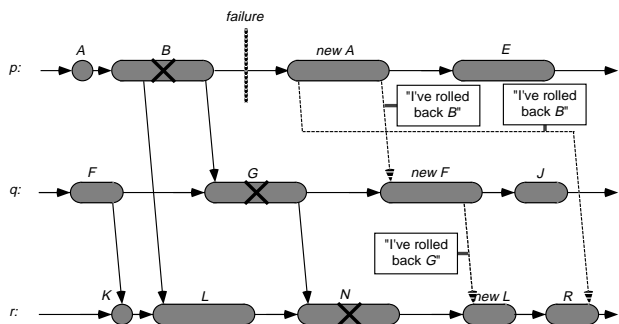 failure
A
B
new A
E
p:
"I've rolled
back B"
"I've rolled
back B"
F
G
new F
J
q:
"I've rolled
back G"
K
L
N
new L
R
r: